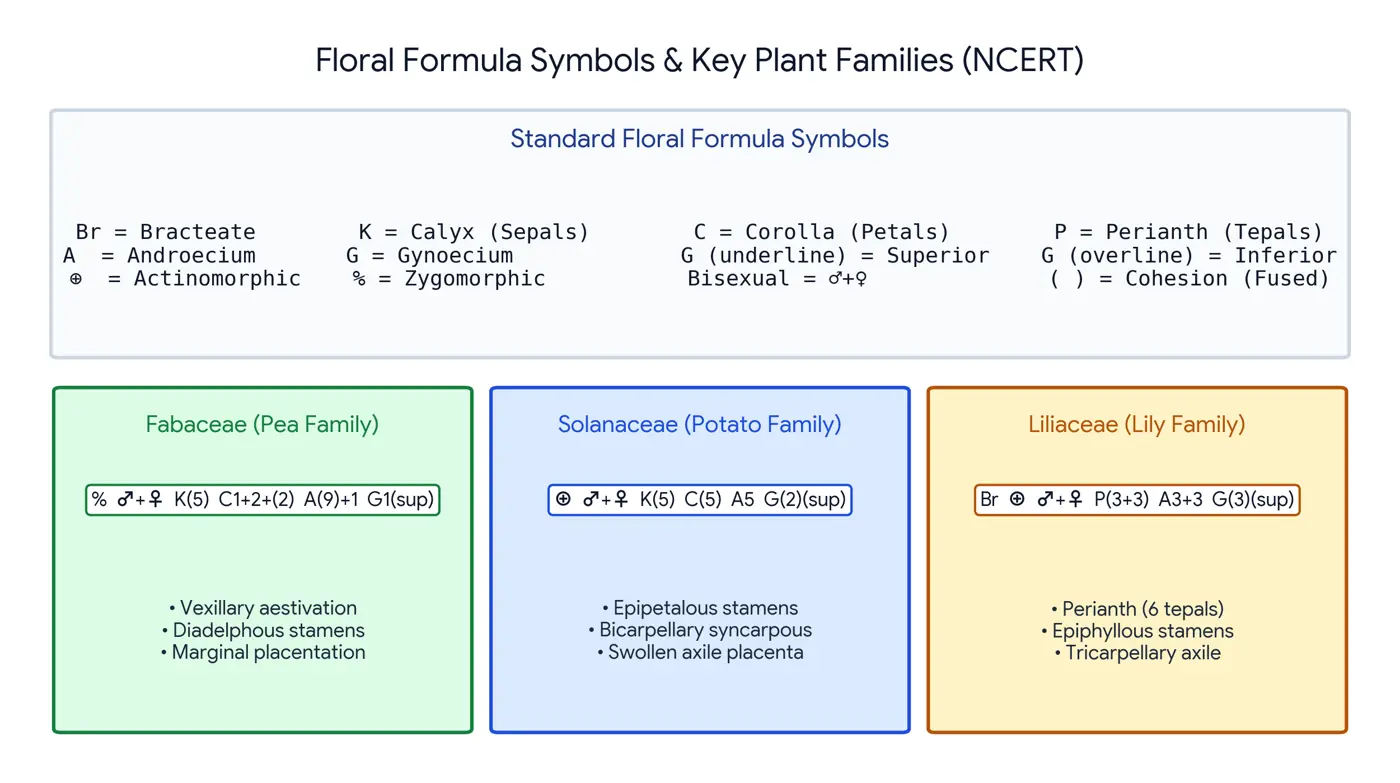 Floral Formula Symbols & Key Plant Families (NCERT)
Standard Floral Formula Symbols
Br = Bracteate K = Calyx (Sepals) C = Corolla (Petals) P = Perianth (Tepals)
A = Androecium G = Gynoecium G (underline) = Superior G (overline) = Inferior
⊕ = Actinomorphic % = Zygomorphic Bisexual = ♂+♀ ( ) = Cohesion (Fused)
Fabaceae (Pea Family)
% ♂+♀ K(5) C1+2+(2) A(9)+1 G1(sup)
• Vexillary aestivation
• Diadelphous stamens
• Marginal placentation
Solanaceae (Potato Family)
⊕ ♂+♀ K(5) C(5) A5 G(2)(sup)
• Epipetalous stamens
• Bicarpellary syncarpous
• Swollen axile placenta
Liliaceae (Lily Family)
Br ⊕ ♂+♀ P(3+3) A3+3 G(3)(sup)
• Perianth (6 tepals)
• Epiphyllous stamens
• Tricarpellary axile